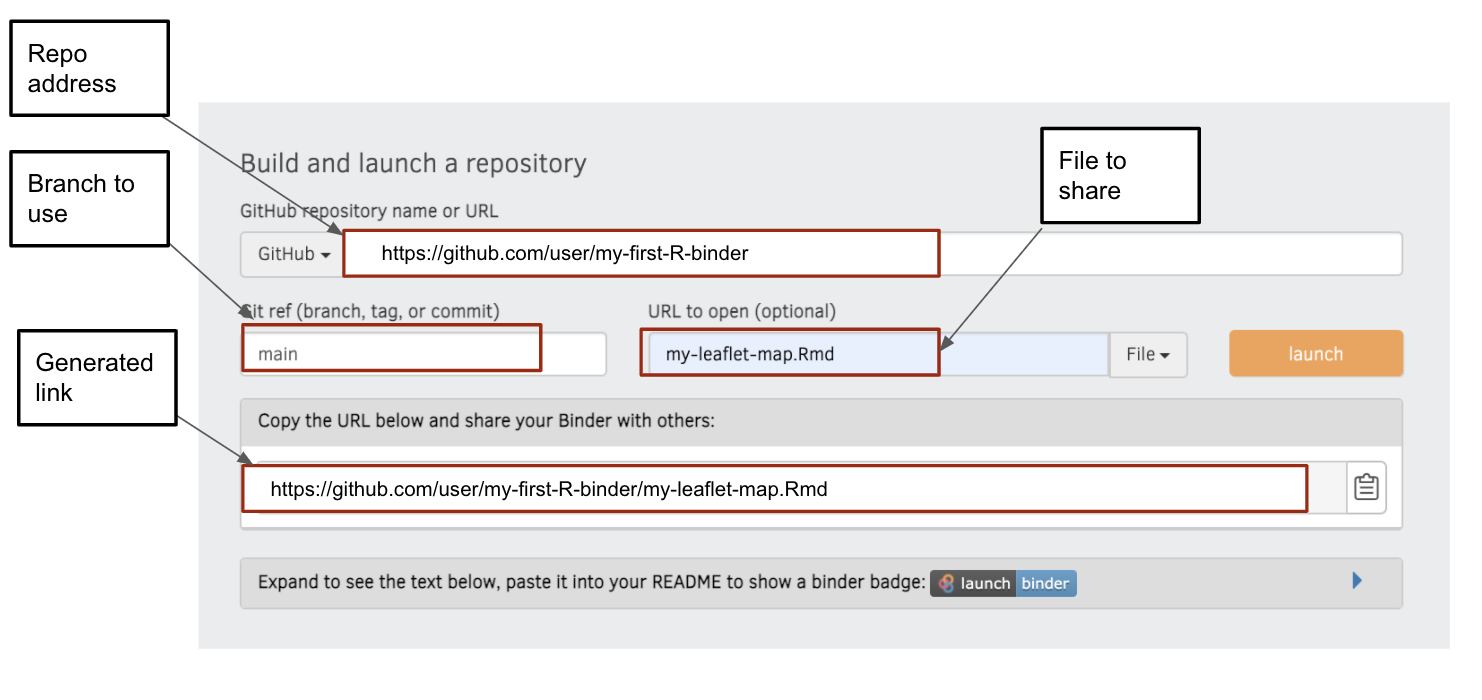 Repo
address
Branch to
use
Generated
link
File to
share
Build and launch a repository
GitHub repository name or URL
GitHub
https://github.com/user/my-first-R-binder
Git ref (branch, tag, or commit)
URL to open (optional)
main
my-leaflet-map.Rmd
File
launch
Copy the URL below and share your Binder with others:
https://github.com/user/my-first-R-binder/my-leaflet-map.Rmd
Expand to see the text below, paste it into your README to show a binder badge: launch binder